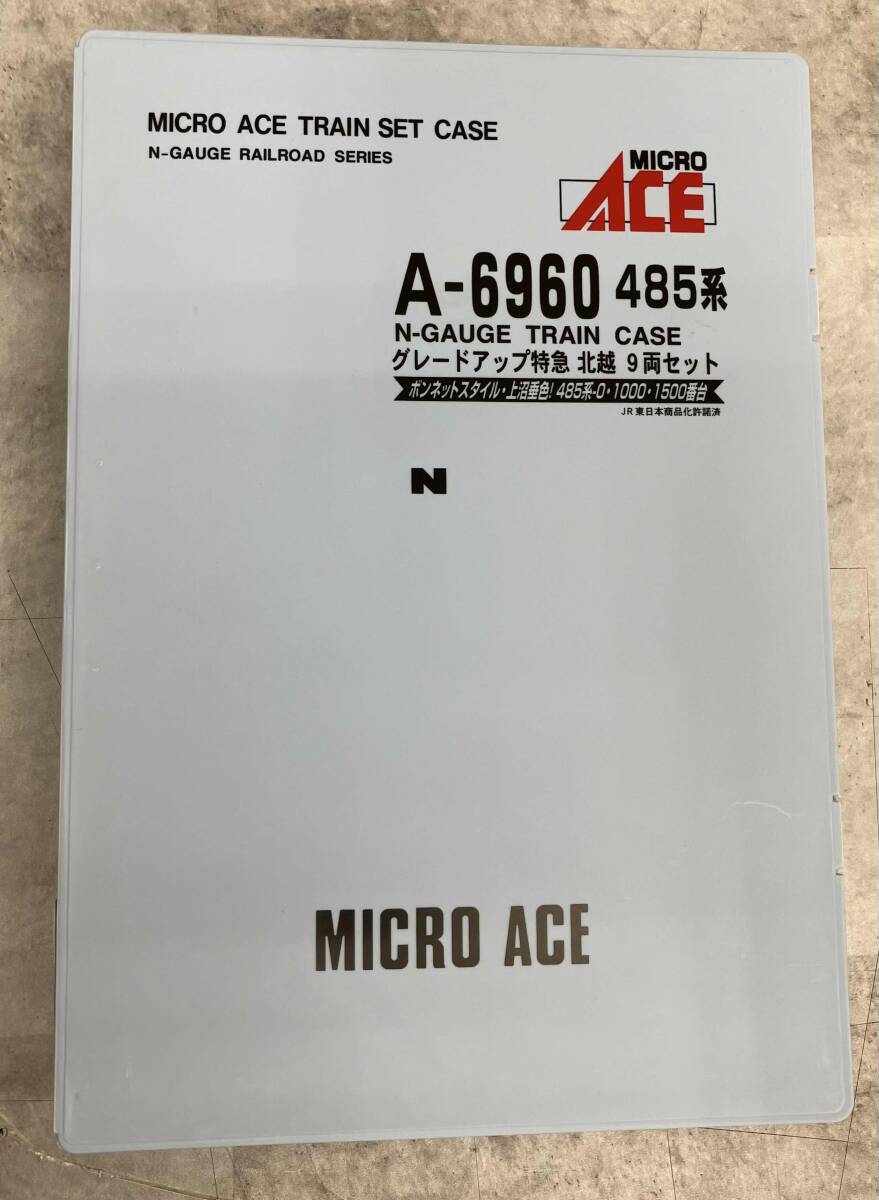 MICRO ACE TRAIN SET CASE
N-GAUGE RAILROAD SERIES
MICRO
ACE
A-6960 485系
N-GAUGE TRAIN CASE
グレードアップ特急 北越 9両セット
ボンネットスタイル・上沼垂色! 485系-0・1000・1500番台
JR東日本商品化許諾済
N
MICRO ACE